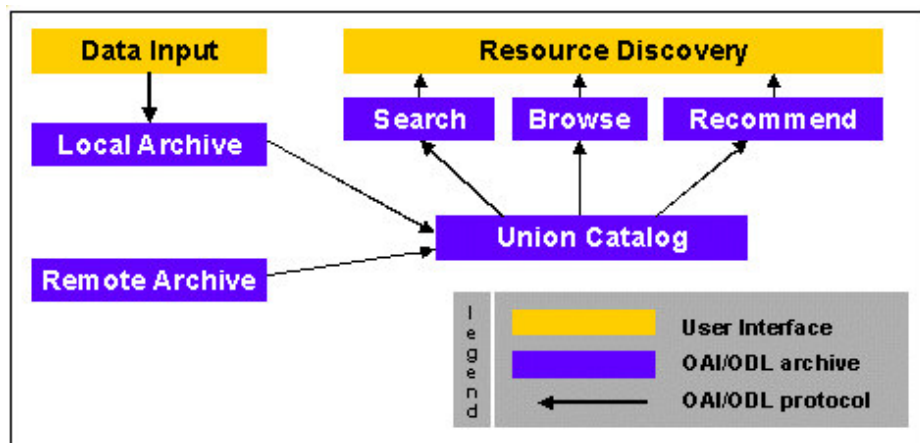 Data Input
Resource Discovery
Search
Browse
Recommend
Local Archive
Union Catalog
Remote Archive
legend
User Interface
OAI/ODL archive
OAI/ODL protocol